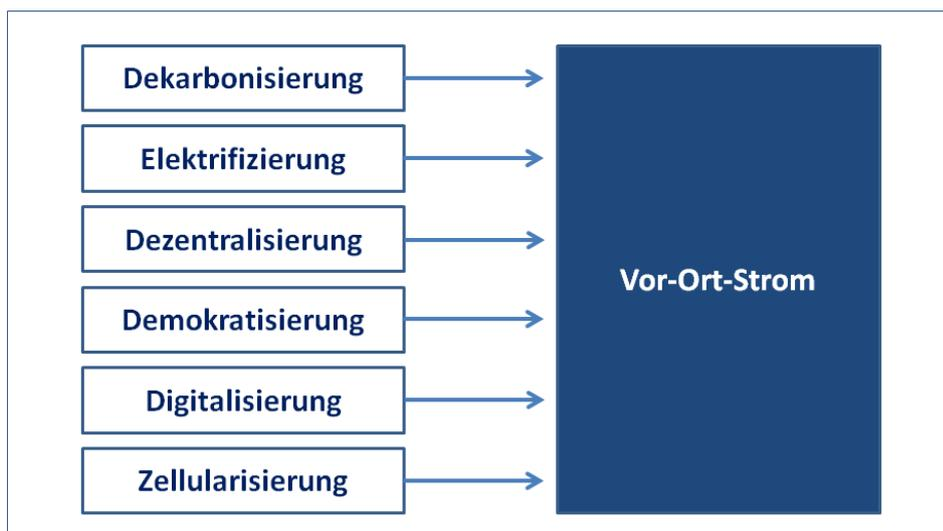 Dekarbonisierung
Elektrifizierung
Dezentralisierung
Demokratisierung
Digitalisierung
Zellularisierung
Vor-Ort-Strom